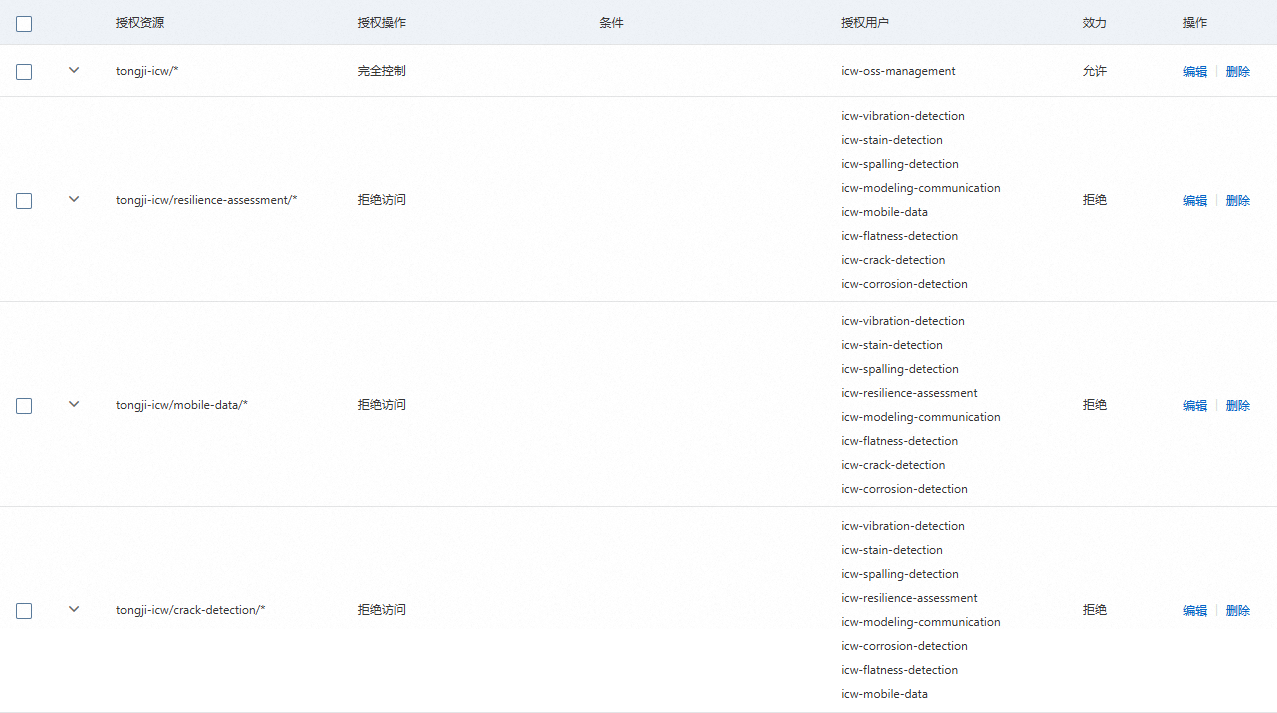 授权资源 授权操作 条件 授权用户 效力 操作
tongji-icw/* 完全控制 icw-oss-management 允许 编辑 删除
icw-vibration-detection
icw-stain-detection
icw-spalling-detection
icw-modeling-communication
tongji-icw/resilience-assessment/* 拒绝访问 拒绝 编辑 删除
icw-mobile-data
icw-flatness-detection
icw-crack-detection
icw-corrosion-detection
icw-vibration-detection
icw-stain-detection
icw-spalling-detection
icw-resilience-assessment
tongji-icw/mobile-data/* 拒绝访问 拒绝 编辑 删除
icw-modeling-communication
icw-flatness-detection
icw-crack-detection
icw-corrosion-detection
icw-vibration-detection
icw-stain-detection
icw-spalling-detection
icw-resilience-assessment
tongji-icw/crack-detection/* 拒绝访问 拒绝 编辑 删除
icw-modeling-communication
icw-corrosion-detection
icw-flatness-detection
icw-mobile-data